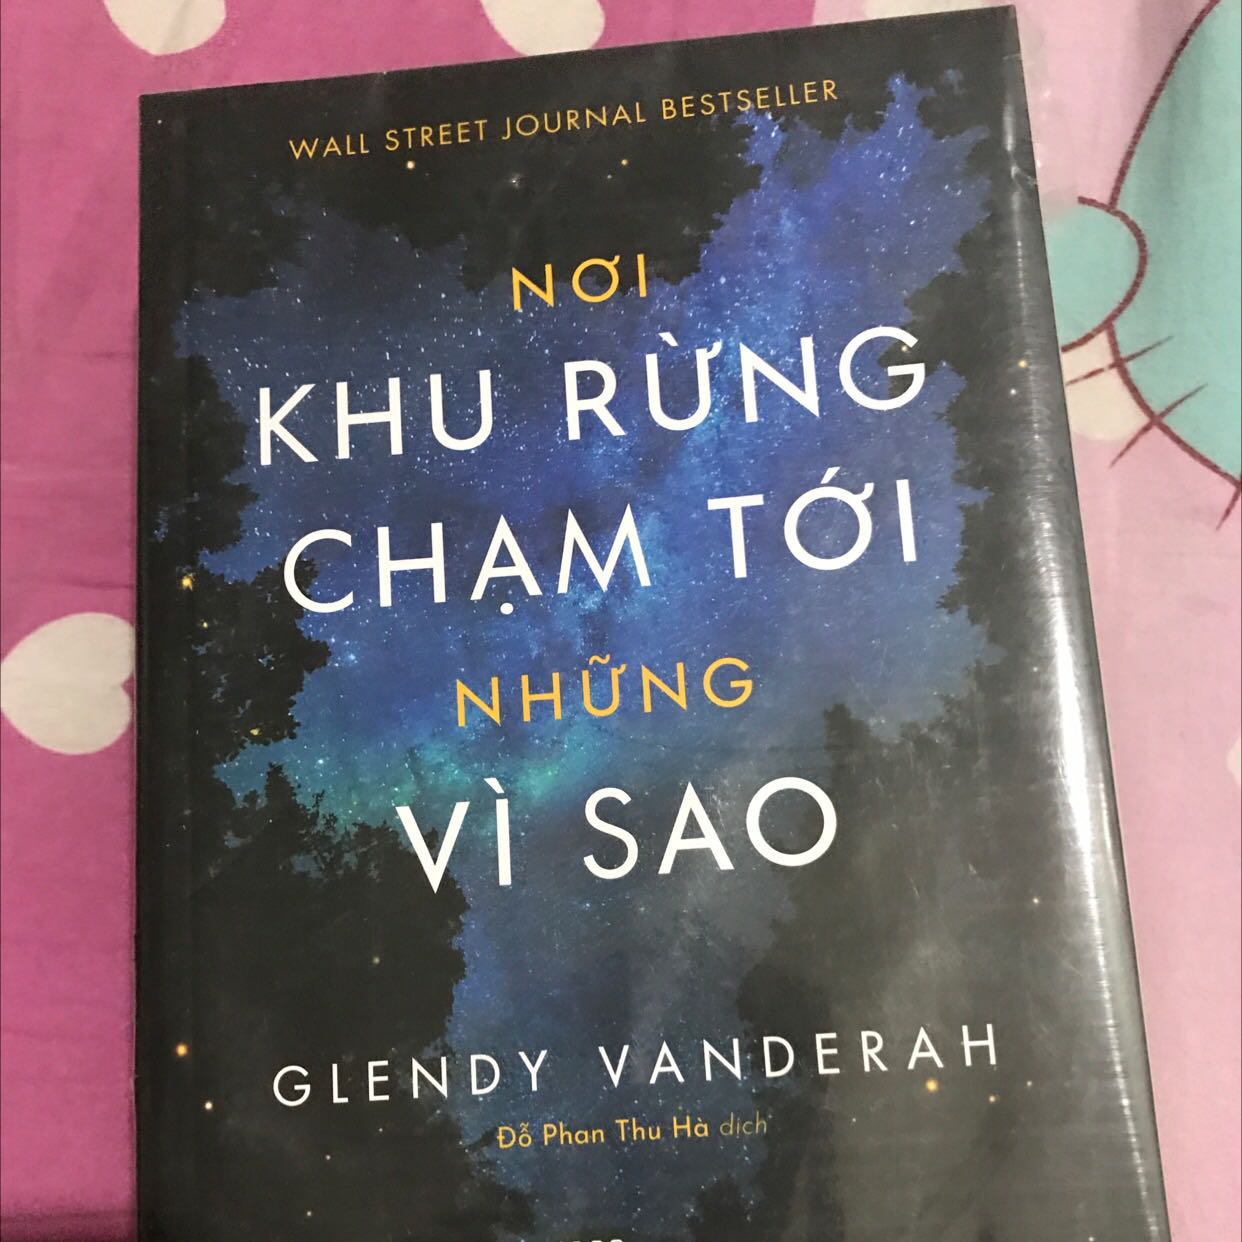 WALL STREET JOURNAL BESTSELLER
NƠI
KHU RỪNG
CHẠM TỚI
NHỮNG
VÌ SAO
GLENDY VANDERAH
Đỗ Phan Thu Hà dịch